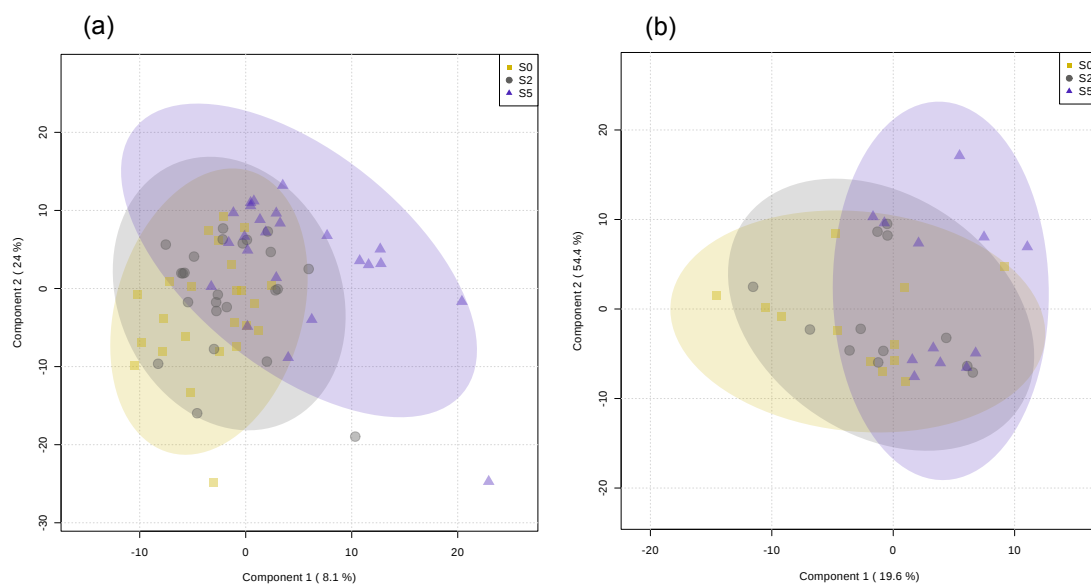 (a)
(b)
S0
S2
S5
20
10
0
-10
-20
-30
Component 2 ( 24 %)
-10
0
10
20
Component 1 ( 8.1 %)
S0
S2
S5
20
10
0
-10
-20
Component 2 ( 54.4 %)
-20
-10
0
10
Component 1 ( 19.6 %)